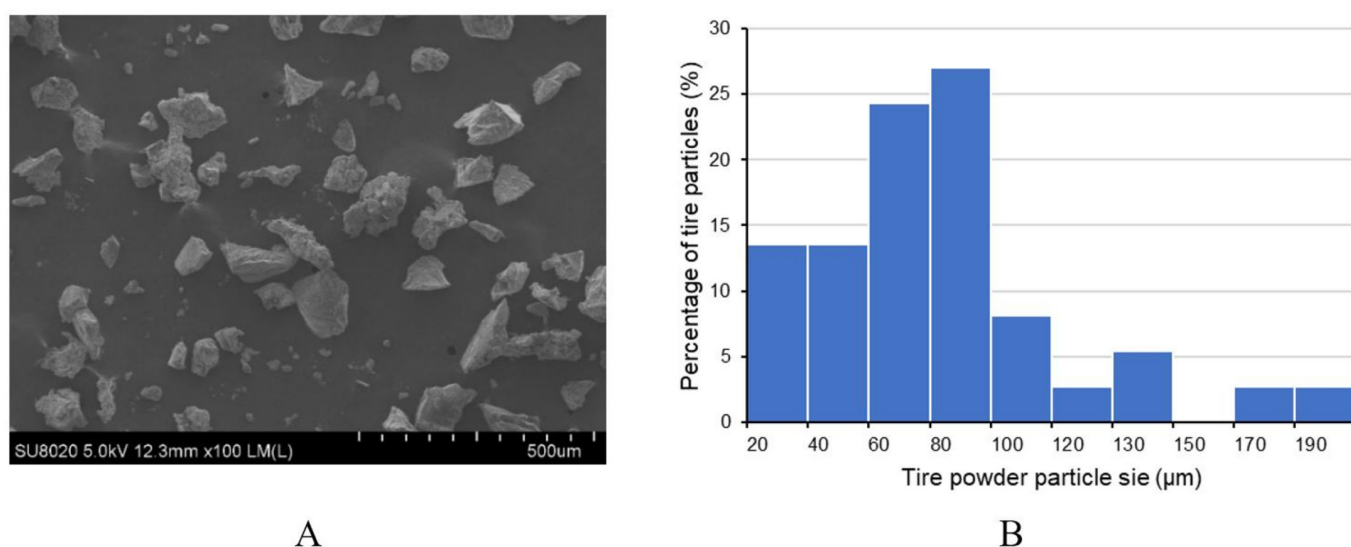 SU8020 5.0kV 12.3mm x100 LM(L) 500um
A
Percentage of tire particles (%)
30
25
20
15
10
5
0
20 40 60 80 100 120 130 150 170 190
Tire powder particle sie (µm)
B